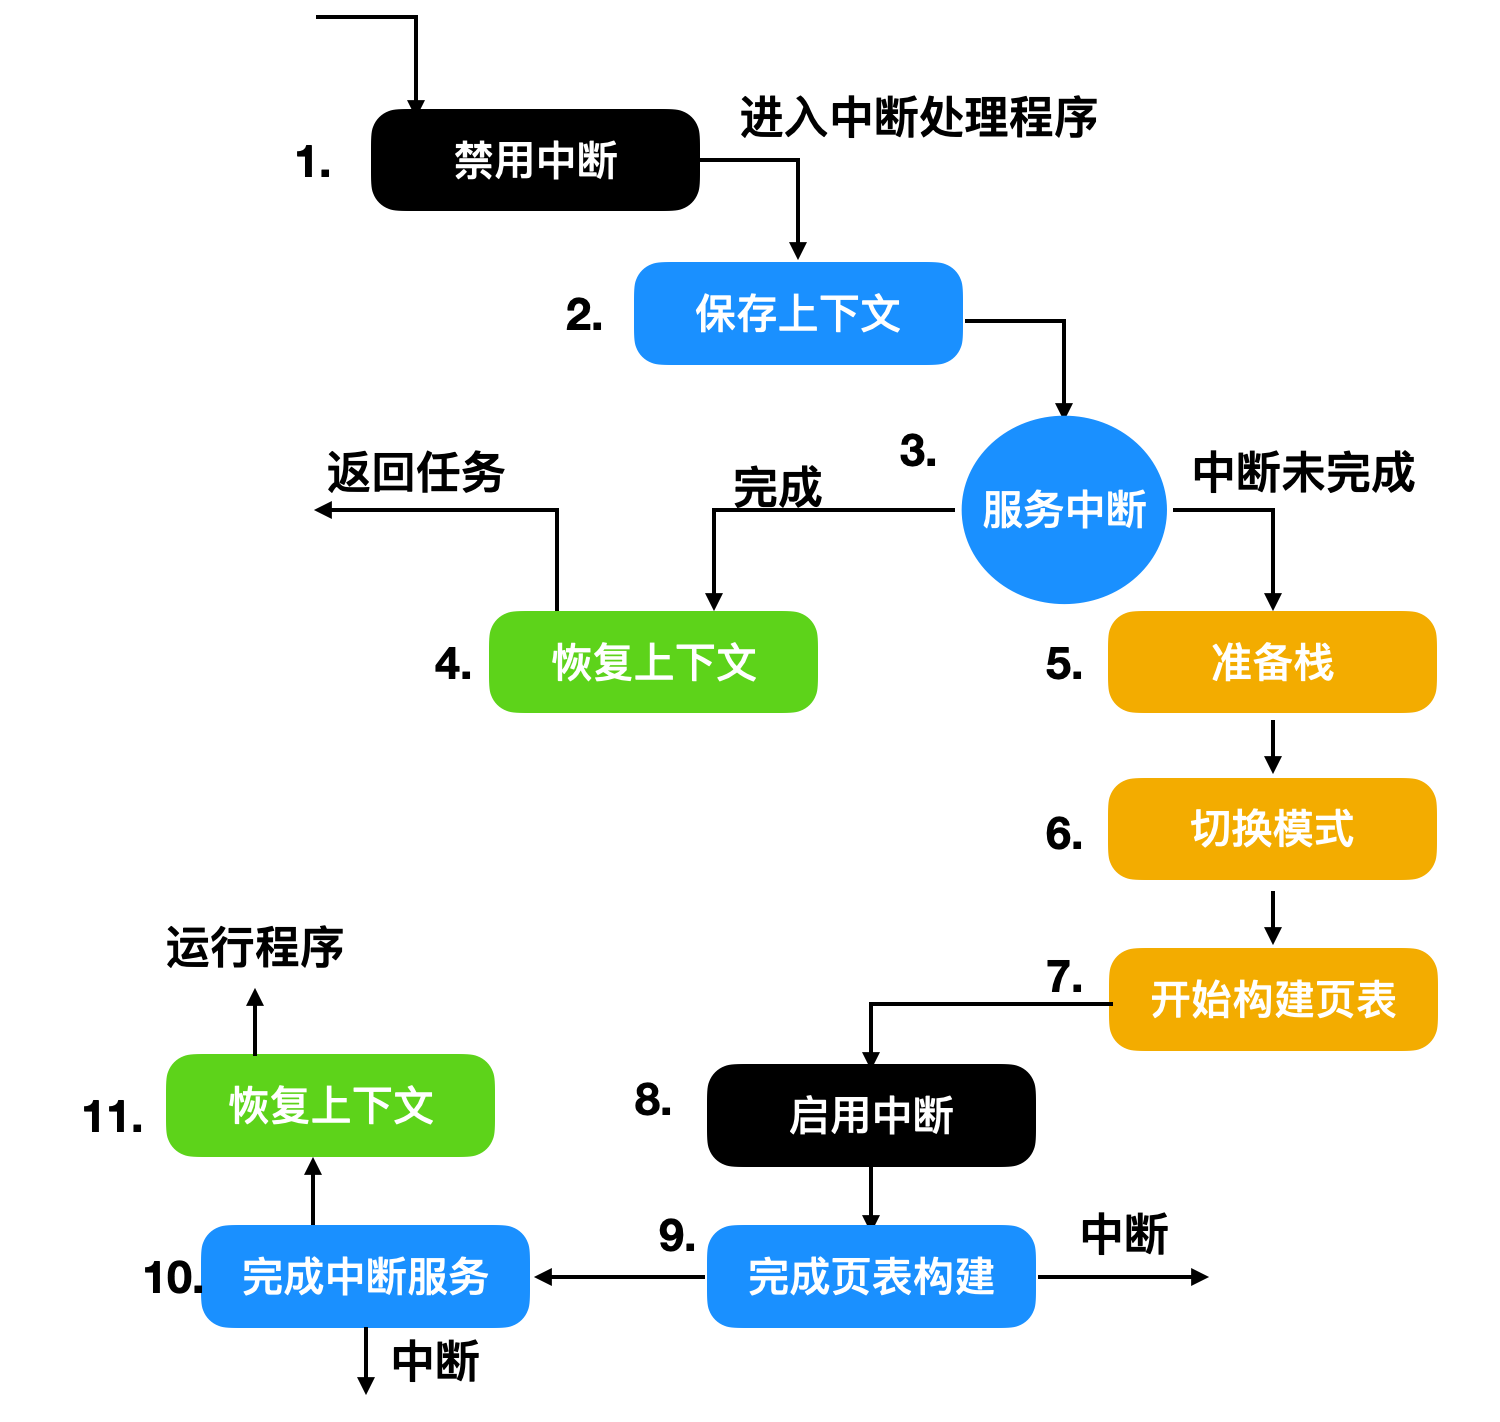 进入中断处理程序
1.
禁用中断
2.
保存上下文
3.
服务中断
返回任务
完成
中断未完成
4.
恢复上下文
5.
准备栈
6.
切换模式
7.
开始构建页表
运行程序
8.
启用中断
11.
恢复上下文
9.
完成页表构建
中断
10.
完成中断服务
中断